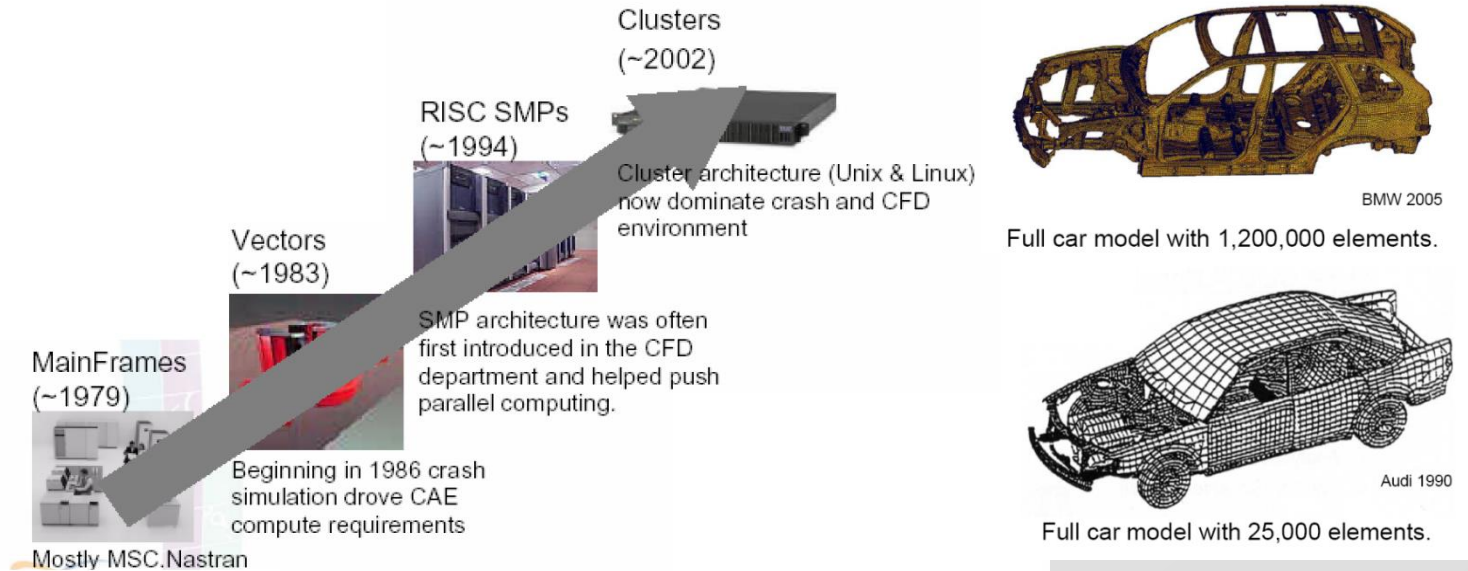 Clusters
(~2002)
RISC SMPs
(~1994)
Cluster architecture (Unix & Linux)
now dominate crash and CFD
environment
Vectors
(~1983)
SMP architecture was often
first introduced in the CFD
department and helped push
parallel computing.
MainFrames
(~1979)
Beginning in 1986 crash
simulation drove CAE
compute requirements
Mostly MSC.Nastran
BMW 2005
Full car model with 1,200,000 elements.
Audi 1990
Full car model with 25,000 elements.